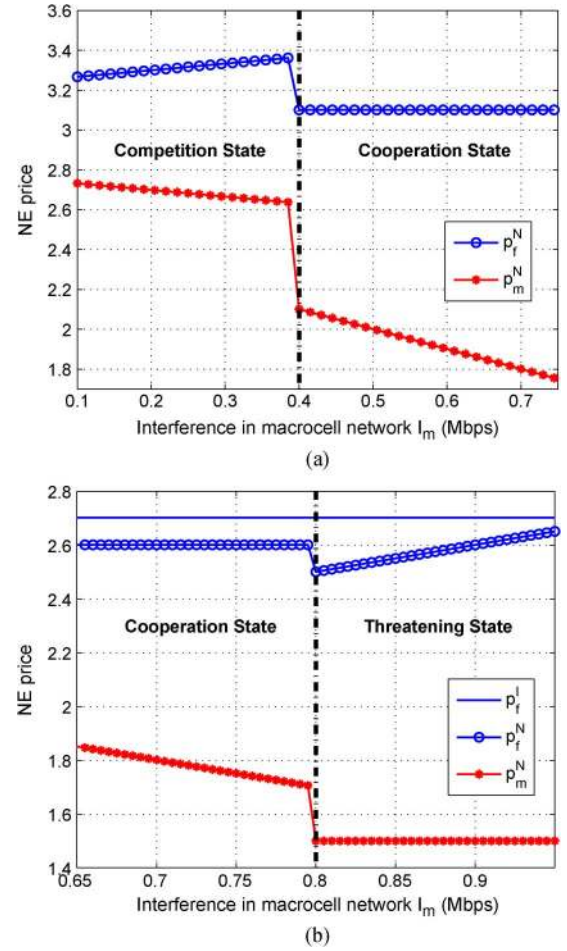 3.6
3.4
3.2
3
2.8
2.6
2.4
2.2
2
1.8
NE price
Competition State
Cooperation State
p_f^N
p_m^N
0.1 0.2 0.3 0.4 0.5 0.6 0.7
Interference in macrocell network I_m (Mbps)
(a)
2.8
2.6
2.4
2.2
2
1.8
1.6
1.4
NE price
Cooperation State
Threatening State
p_f^I
p_f^N
p_m^N
0.65 0.7 0.75 0.8 0.85 0.9
Interference in macrocell network I_m (Mbps)
(b)